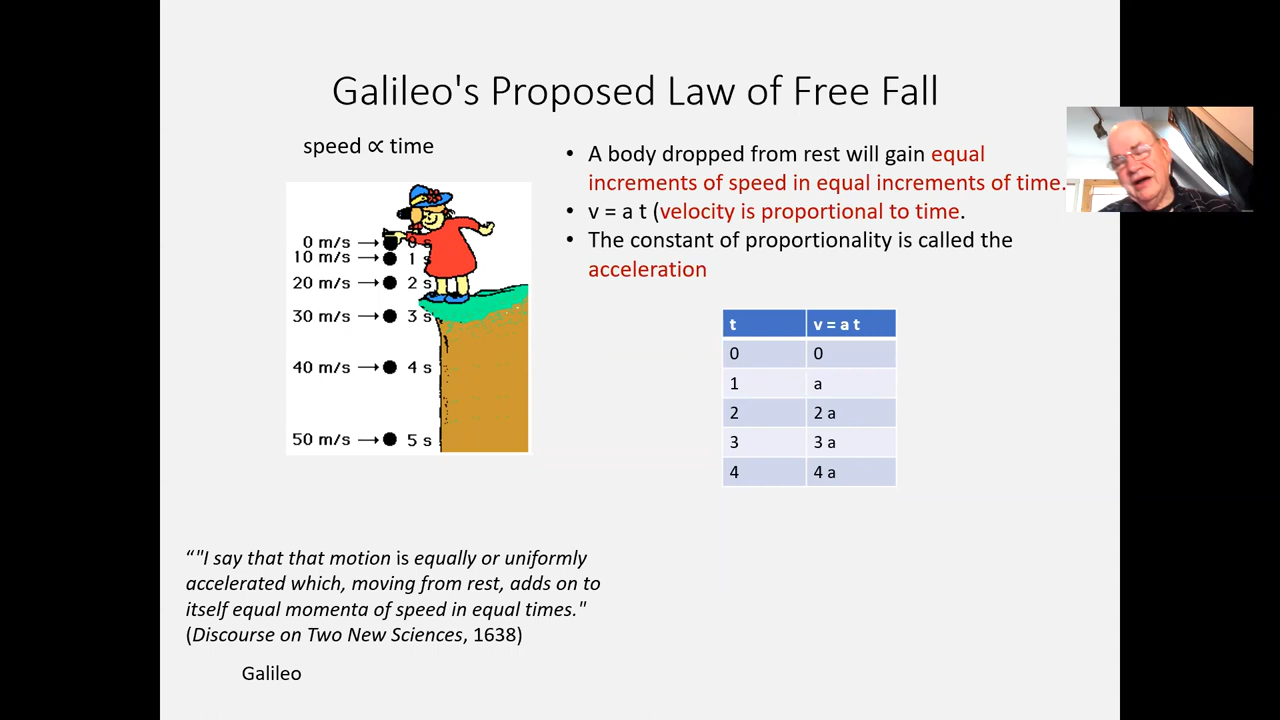 Galileo's Proposed Law of Free Fall
speed ∝ time
• A body dropped from rest will gain equal
increments of speed in equal increments of time.
• v = a t (velocity is proportional to time.
• The constant of proportionality is called the
acceleration
0 m/s → 0 s
10 m/s → 1 s
20 m/s → 2 s
30 m/s → 3 s
40 m/s → 4 s
50 m/s → 5 s
t v = a t
0 0
1 a
2 2 a
3 3 a
4 4 a
“"I say that that motion is equally or uniformly
accelerated which, moving from rest, adds on to
itself equal momenta of speed in equal times."
(Discourse on Two New Sciences, 1638)
Galileo